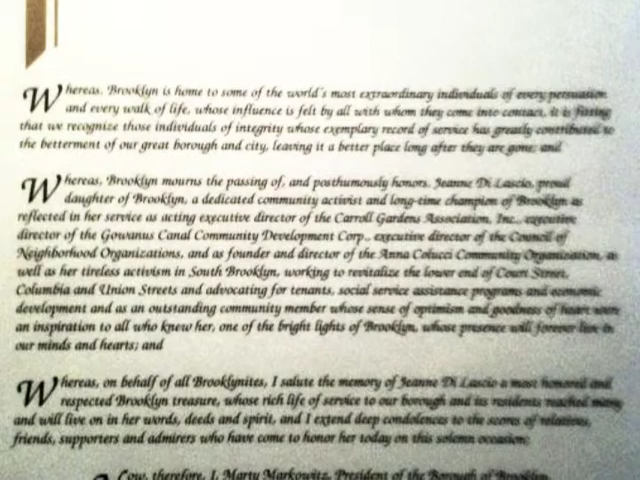 Whereas, Brooklyn is home to some of the world's most extraordinary individuals of every persuasion
and every walk of life, whose influence is felt by all with whom they come into contact, it is fitting
that we recognize those individuals of integrity whose exemplary record of service has greatly contributed to
the betterment of our great borough and city, leaving it a better place long after they are gone; and
Whereas, Brooklyn mourns the passing of, and posthumously honors, Jeanne Di Lascio, proud
daughter of Brooklyn, a dedicated community activist and long-time champion of Brooklyn as
reflected in her service as acting executive director of the Carroll Gardens Association, Inc., executive
director of the Gowanus Canal Community Development Corp., executive director of the Council of
Neighborhood Organizations, and as founder and director of the Anna Colucci Community Organization, as
well as her tireless activism in South Brooklyn, working to revitalize the lower end of Court Street,
Columbia and Union Streets and advocating for tenants, social service assistance programs and economic
development and as an outstanding community member whose sense of optimism and goodness of heart were
an inspiration to all who knew her, one of the bright lights of Brooklyn, whose presence will forever live in
our minds and hearts; and
Whereas, on behalf of all Brooklynites, I salute the memory of Jeanne Di Lascio a most honored and
respected Brooklyn treasure, whose rich life of service to our borough and its residents reached many
and will live on in her words, deeds and spirit, and I extend deep condolences to the scores of relatives,
friends, supporters and admirers who have come to honor her today on this solemn occasion;
Now, therefore, I, Marty Markowitz, President of the Borough of Brooklyn,